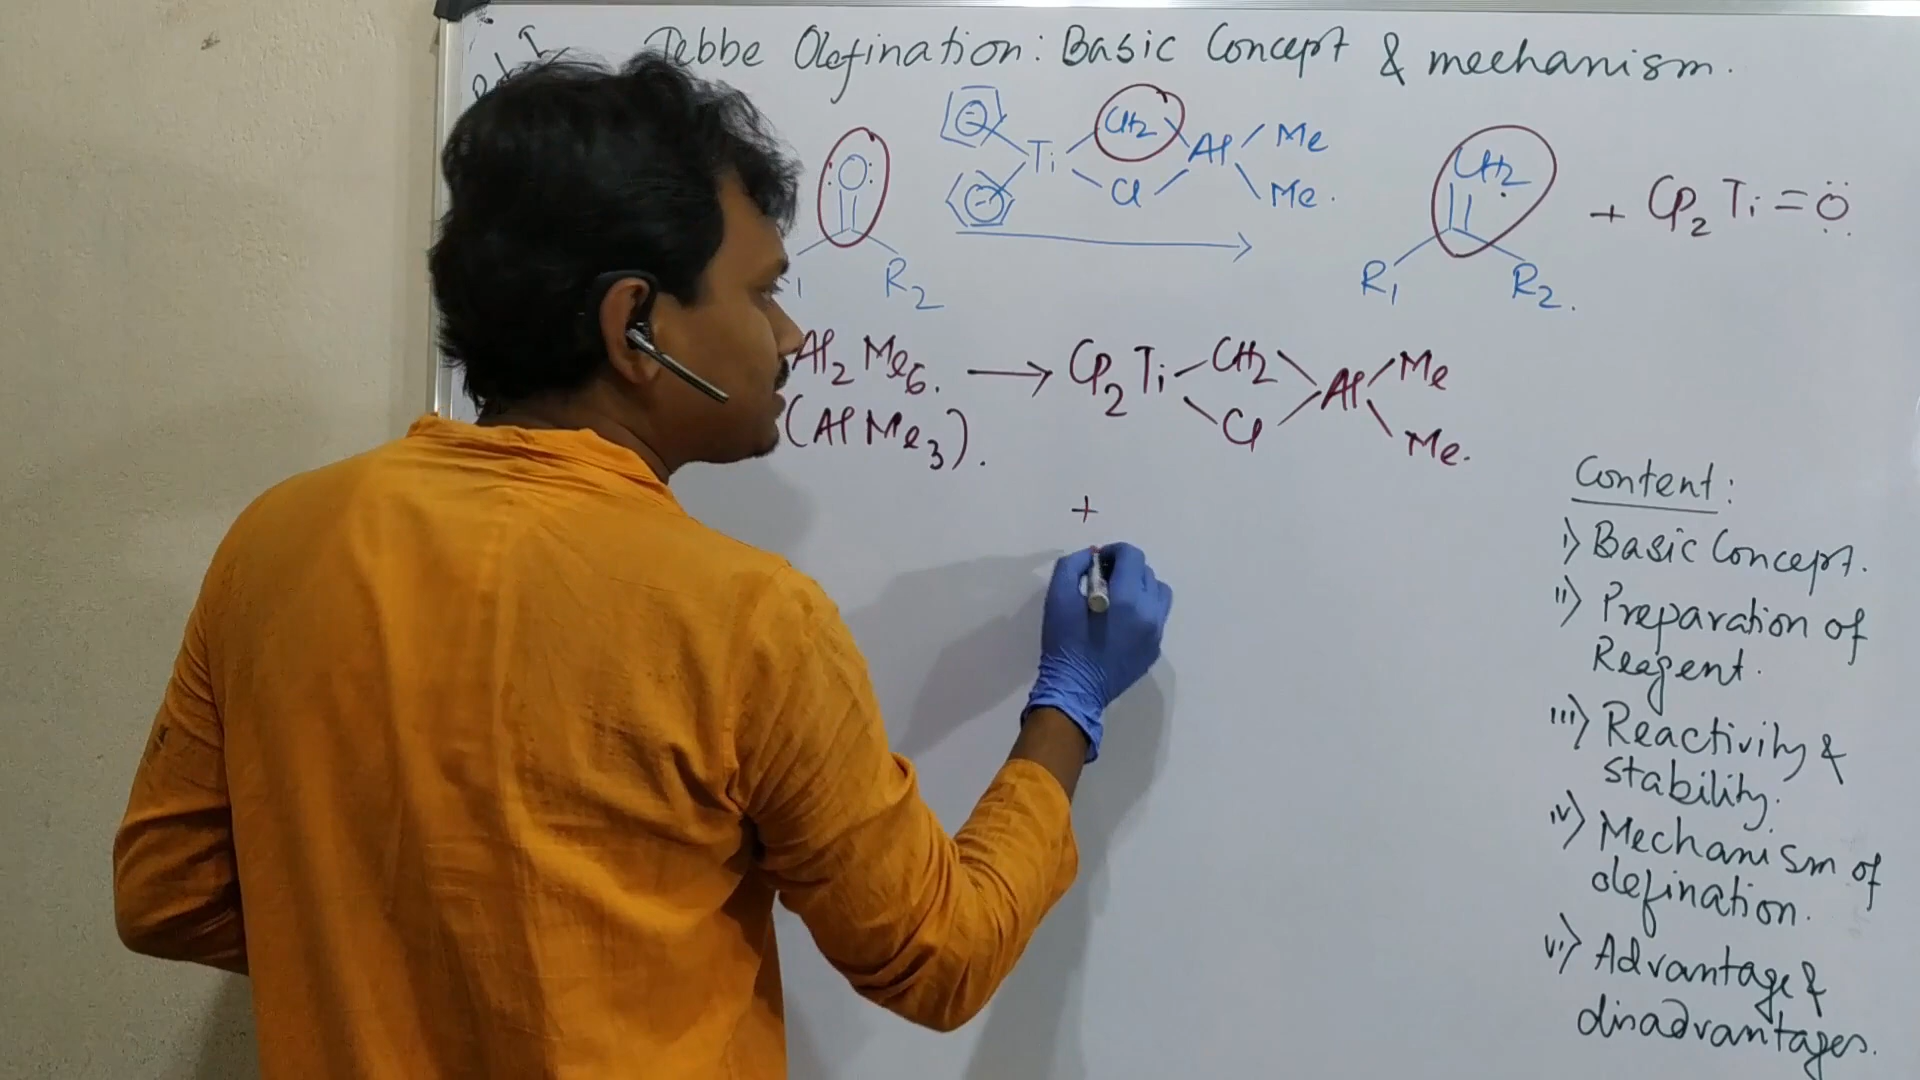 Tebbe Olefination: Basic Concept & mechanism.
O
R2
Ti
CH2
Cl
Al
Me
Me.
CH2
R1
R2.
+ Cp2Ti=O
Al2Me6.
(AlMe3).
Cp2Ti
CH2
Cl
Al
Me
Me.
+
Content:
i) Basic Concept.
ii) Preparation of
Reagent.
iii) Reactivity &
stability.
iv) Mechanism of
olefination.
vi) Advantage &
disadvantages.